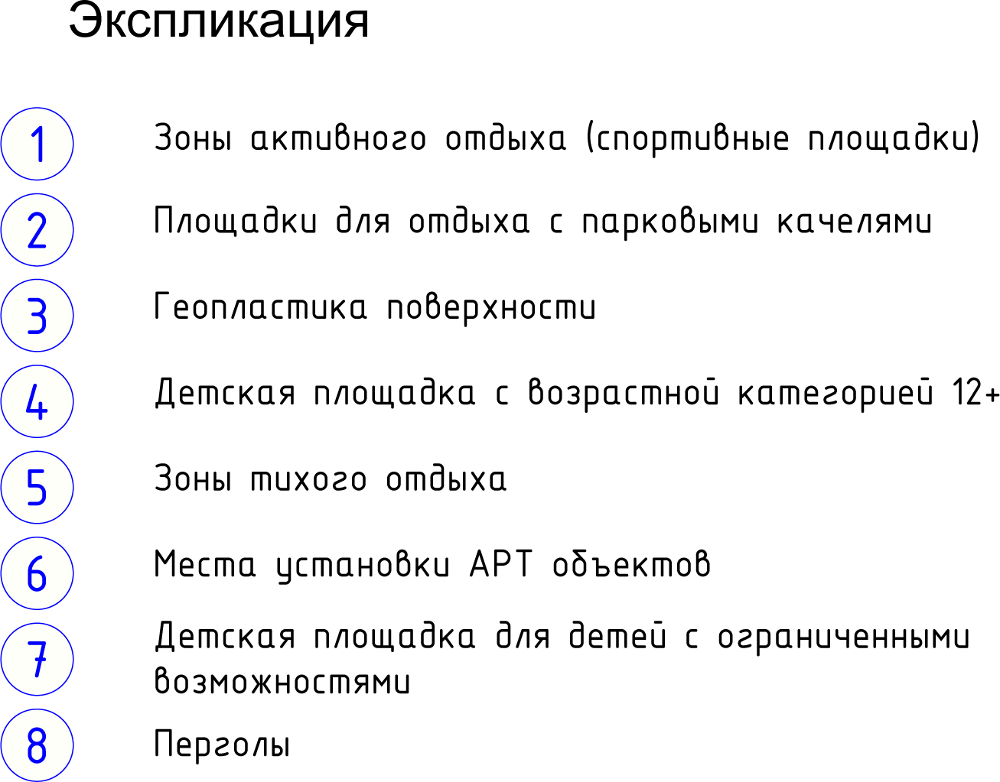 Экспликация
1 Зоны активного отдыха (спортивные площадки)
2 Площадки для отдыха с парковыми качелями
3 Геопластика поверхности
4 Детская площадка с возрастной категорией 12+
5 Зоны тихого отдыха
6 Места установки АРТ объектов
7 Детская площадка для детей с ограниченными
возможностями
8 Перголы